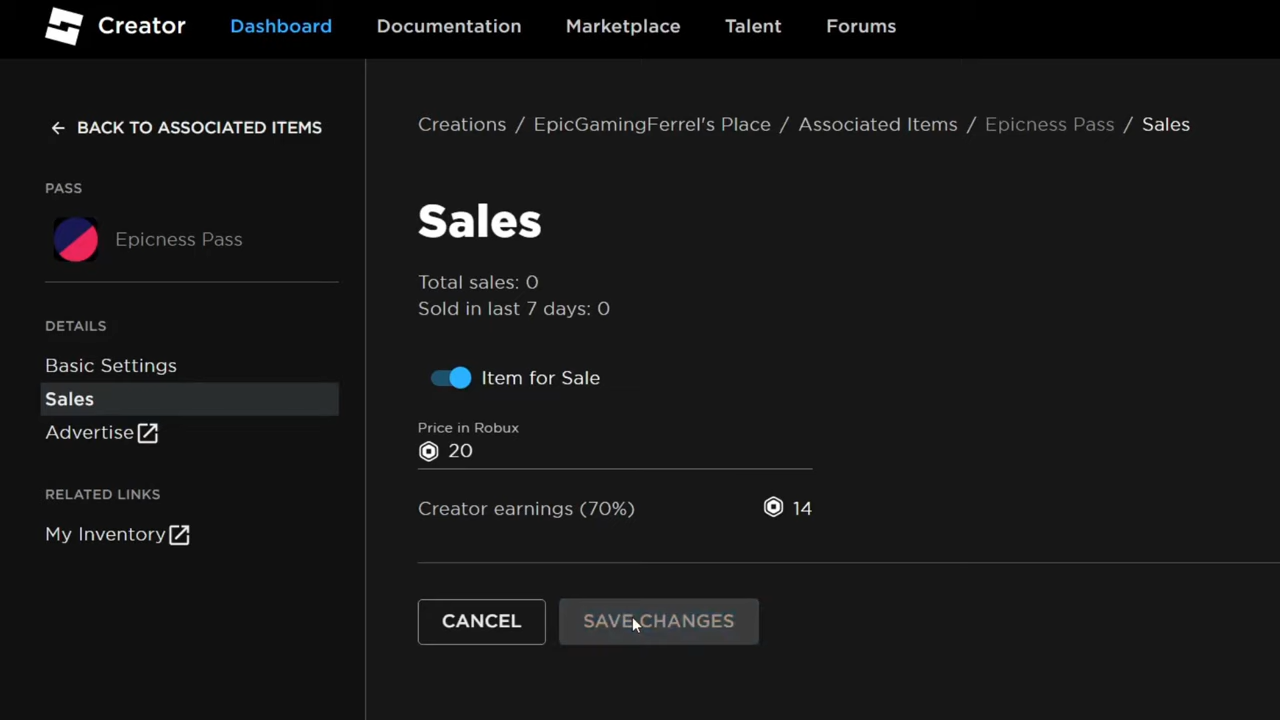 Creator Dashboard Documentation Marketplace Talent Forums
BACK TO ASSOCIATED ITEMS
PASS
Epicness Pass
DETAILS
Basic Settings
Sales
Advertise
RELATED LINKS
My Inventory
Creations / EpicGamingFerrel's Place / Associated Items / Epicness Pass / Sales
Sales
Total sales: 0
Sold in last 7 days: 0
Item for Sale
Price in Robux
20
Creator earnings (70%) 14
CANCEL SAVE CHANGES